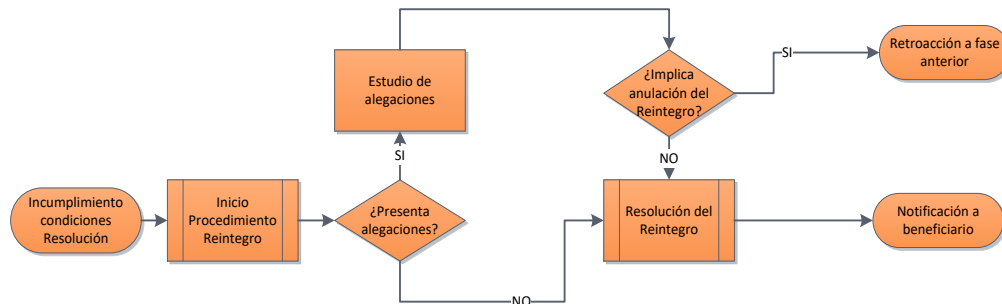 Estudio de
alegaciones
¿Implica
anulación del
Reintegro?
SI
Retroacción a fase
anterior
SI
NO
Incumplimiento
condiciones
Resolución
Inicio
Procedimiento
Reintegro
¿Presenta
alegaciones?
Resolución del
Reintegro
Notificación a
beneficiario
NO